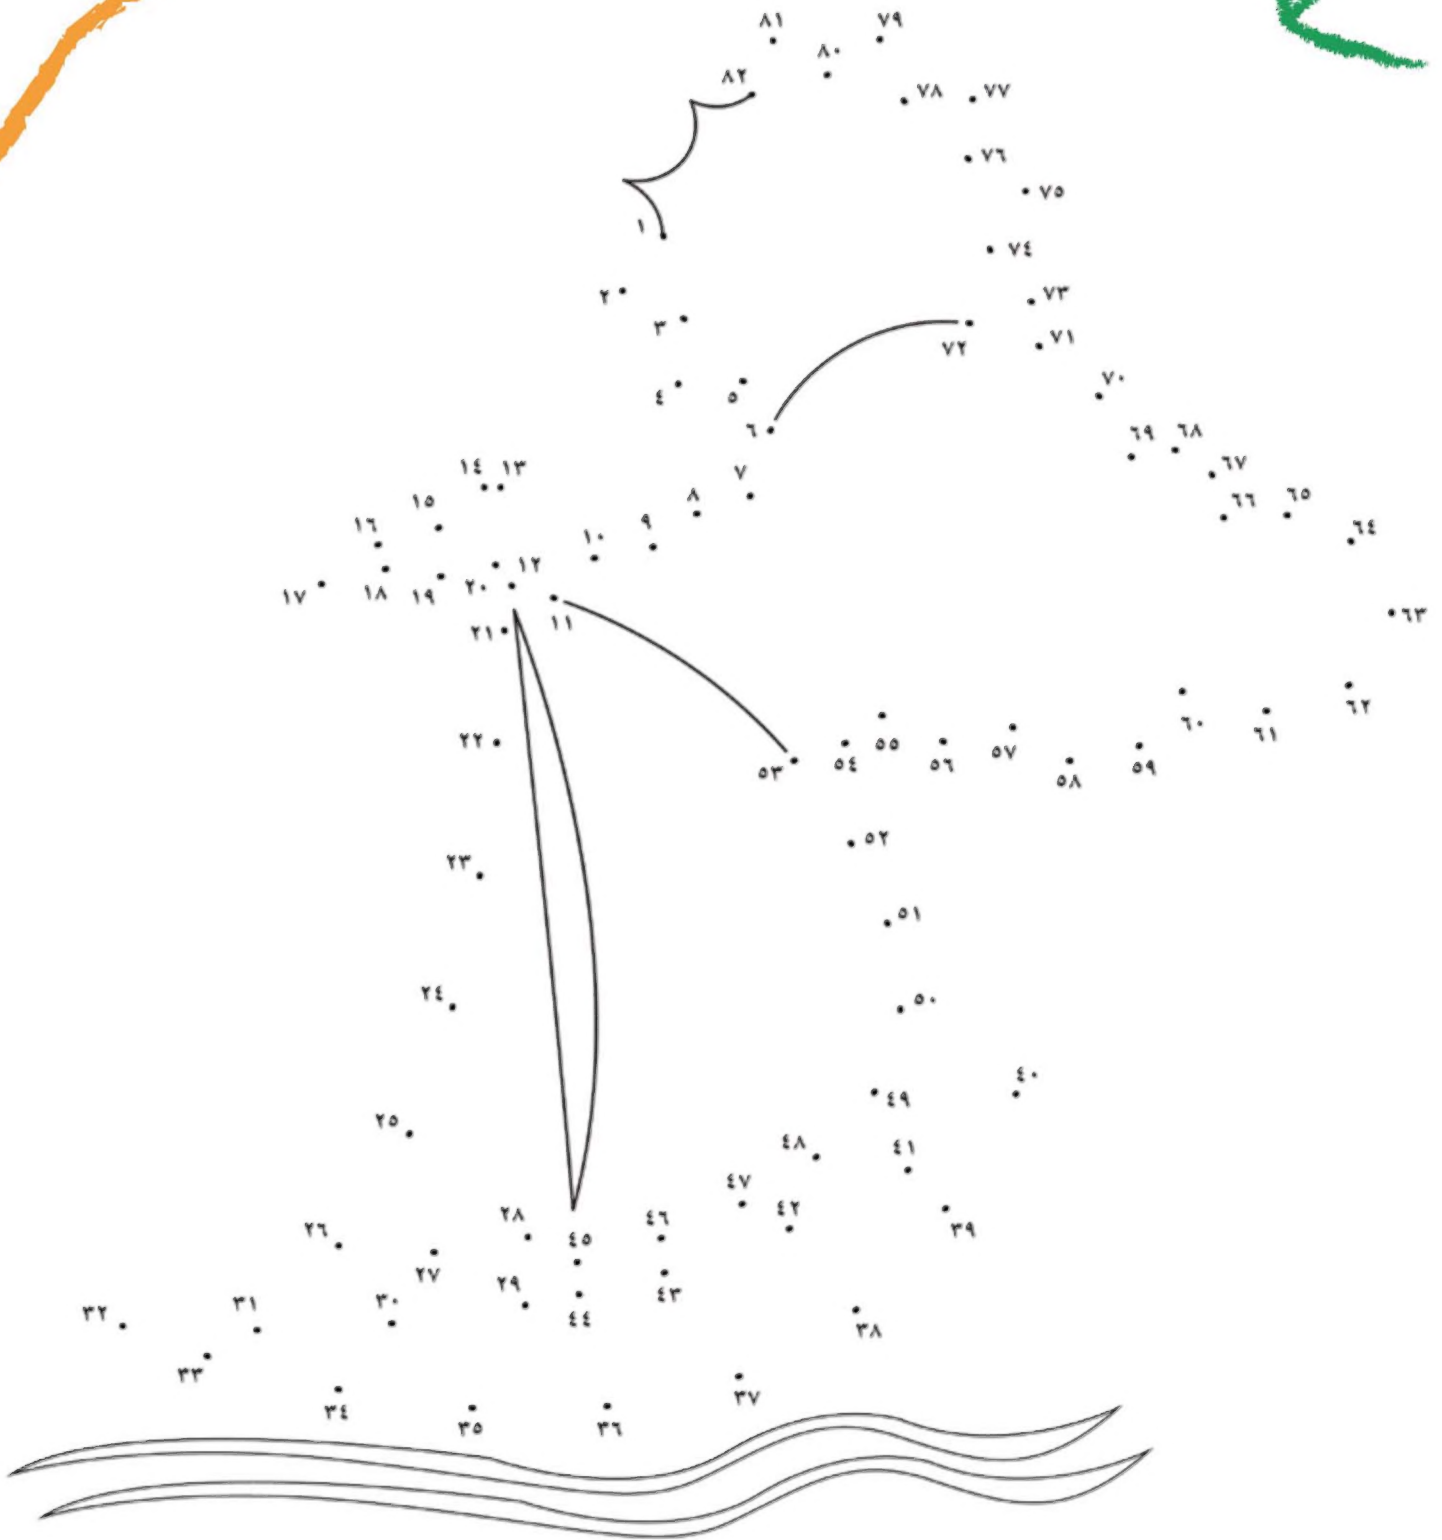 ٨١ ٧٩
٨٠
٨٢ ٧٨ ٧٧
٧٦
٧٥
١ ٧٤
٢ ٧٣
٣ ٧٢ ٧١
٤ ٥ ٧٠
٦ ٦٩ ٦٨
١٤ ١٣ ٧ ٦٧
١٥ ٨ ٦٦ ٦٥
١٦ ٩ ٦٤
١٠
١٧ ١٨ ١٩ ٢٠ ١٢
٢١ ١١ ٦٣
٦٢
٢٢ ٥٥ ٥٧ ٦٠ ٦١
٥٣ ٥٤ ٥٦ ٥٨ ٥٩
٢٣ ٥٢
٥١
٢٤ ٥٠
٤٠
٢٥ ٤٩
٤٨ ٤١
٤٧
٢٦ ٢٨ ٤٦ ٤٢ ٣٩
٤٥
٢٧ ٢٩ ٤٣
٣٢ ٣١ ٣٠ ٤٤ ٣٨
٣٣
٣٤ ٣٥ ٣٦ ٣٧